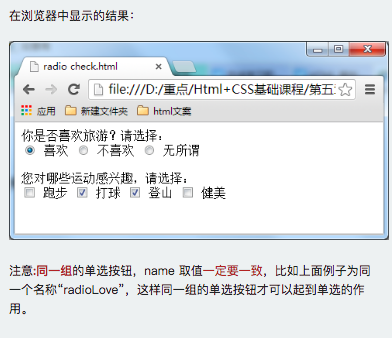 在浏览器中显示的结果：
radio check.html
file:///D:/重点/Html+CSS基础课程/第五
应用 新建文件夹 html文案
你是否喜欢旅游？请选择：
喜欢 不喜欢 无所谓
您对哪些运动感兴趣，请选择：
跑步 打球 登山 健美
注意:同一组的单选按钮，name 取值一定要一致，比如上面例子为同
一个名称“radioLove”，这样同一组的单选按钮才可以起到单选的作
用。